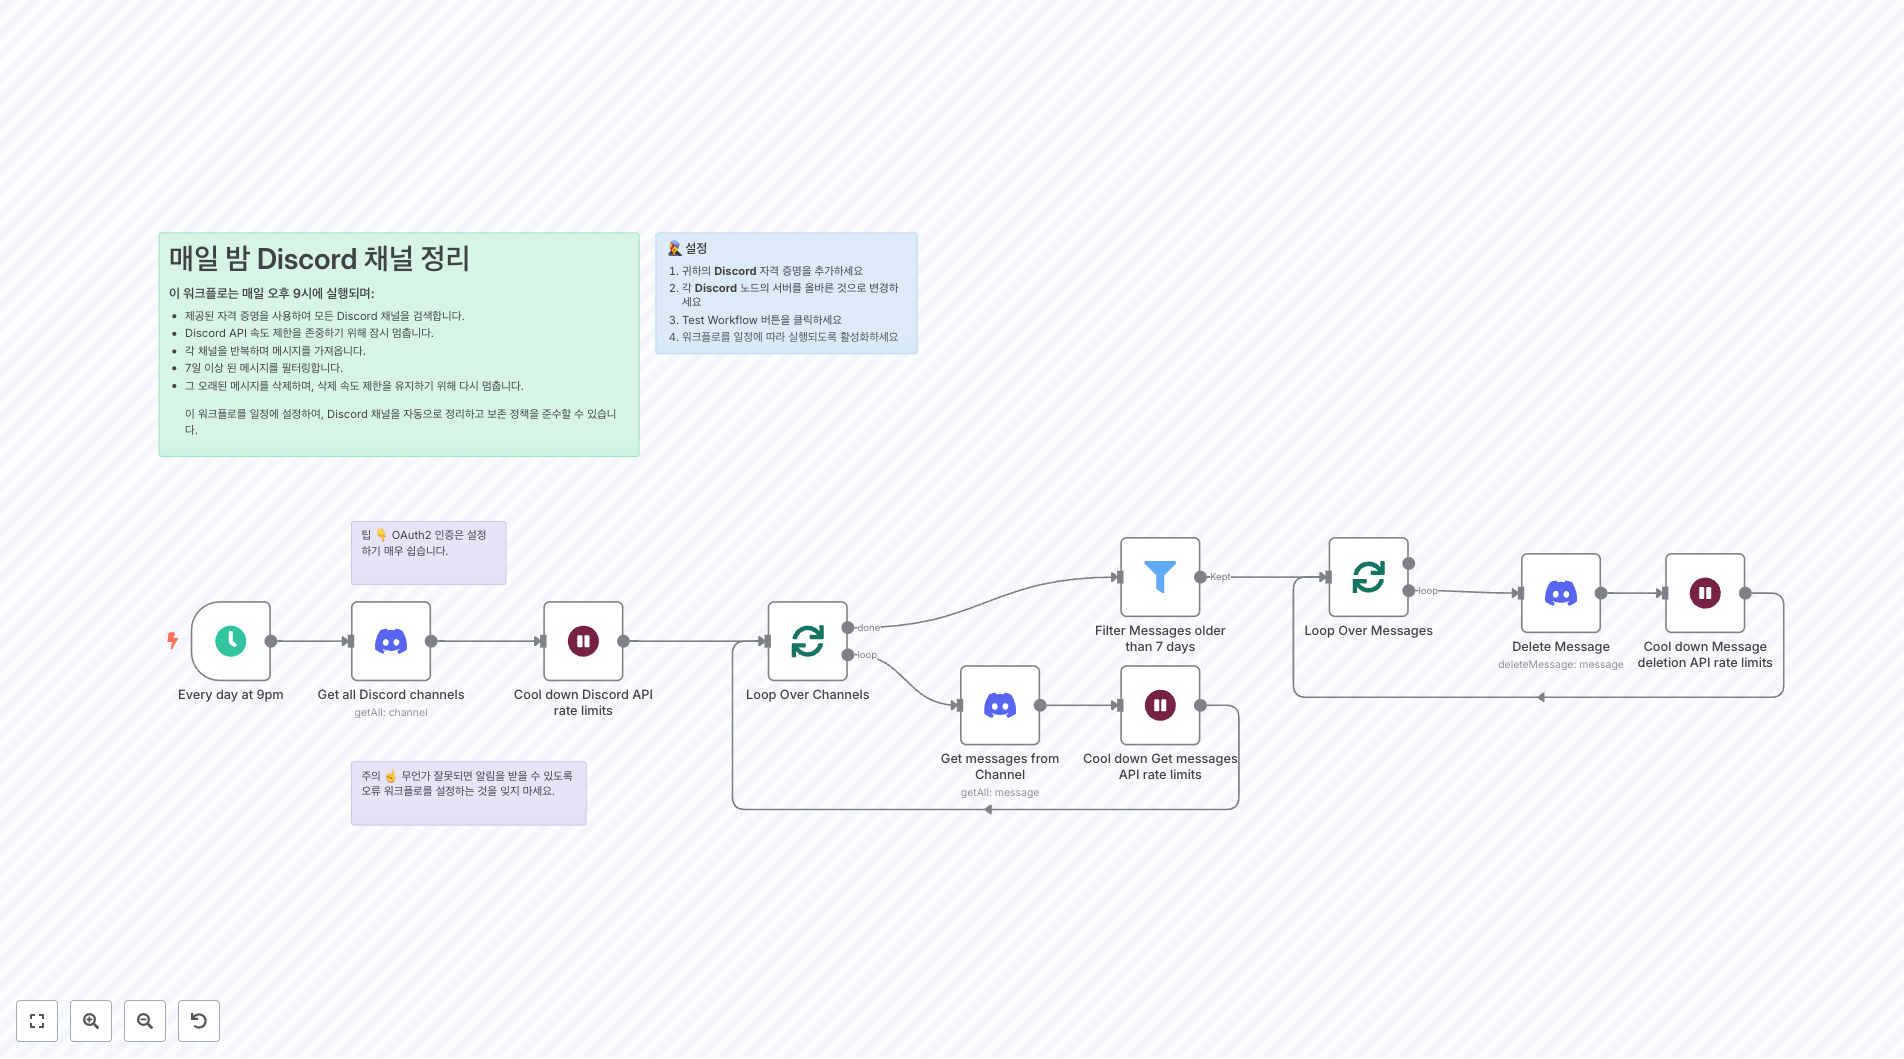 매일 밤 Discord 채널 정리
이 워크플로는 매일 오후 9시에 실행되며:
제공된 자격 증명을 사용하여 모든 Discord 채널을 검색합니다.
Discord API 속도 제한을 존중하기 위해 잠시 멈춥니다.
각 채널을 반복하며 메시지를 가져옵니다.
7일 이상 된 메시지를 필터링합니다.
그 오래된 메시지를 삭제하며, 삭제 속도 제한을 유지하기 위해 다시 멈춥니다.
이 워크플로를 일정에 설정하여, Discord 채널을 자동으로 정리하고 보존 정책을 준수할 수 있습니
다.
설정
1. 귀하의 Discord 자격 증명을 추가하세요
2. 각 Discord 노드의 서버를 올바른 것으로 변경하
세요
3. Test Workflow 버튼을 클릭하세요
4. 워크플로를 일정에 따라 실행되도록 활성화하세요
팁 👇 OAuth2 인증은 설정
하기 매우 쉽습니다.
Every day at 9pm
Get all Discord channels
getAll: channel
Cool down Discord API
rate limits
Loop Over Channels
done
loop
Get messages from
Channel
getAll: message
Cool down Get messages
API rate limits
Filter Messages older
than 7 days
Kept
Loop Over Messages
loop
Delete Message
deleteMessage: message
Cool down Message
deletion API rate limits
주의 ☝️ 무언가 잘못되면 알림을 받을 수 있도록
오류 워크플로를 설정하는 것을 잊지 마세요.